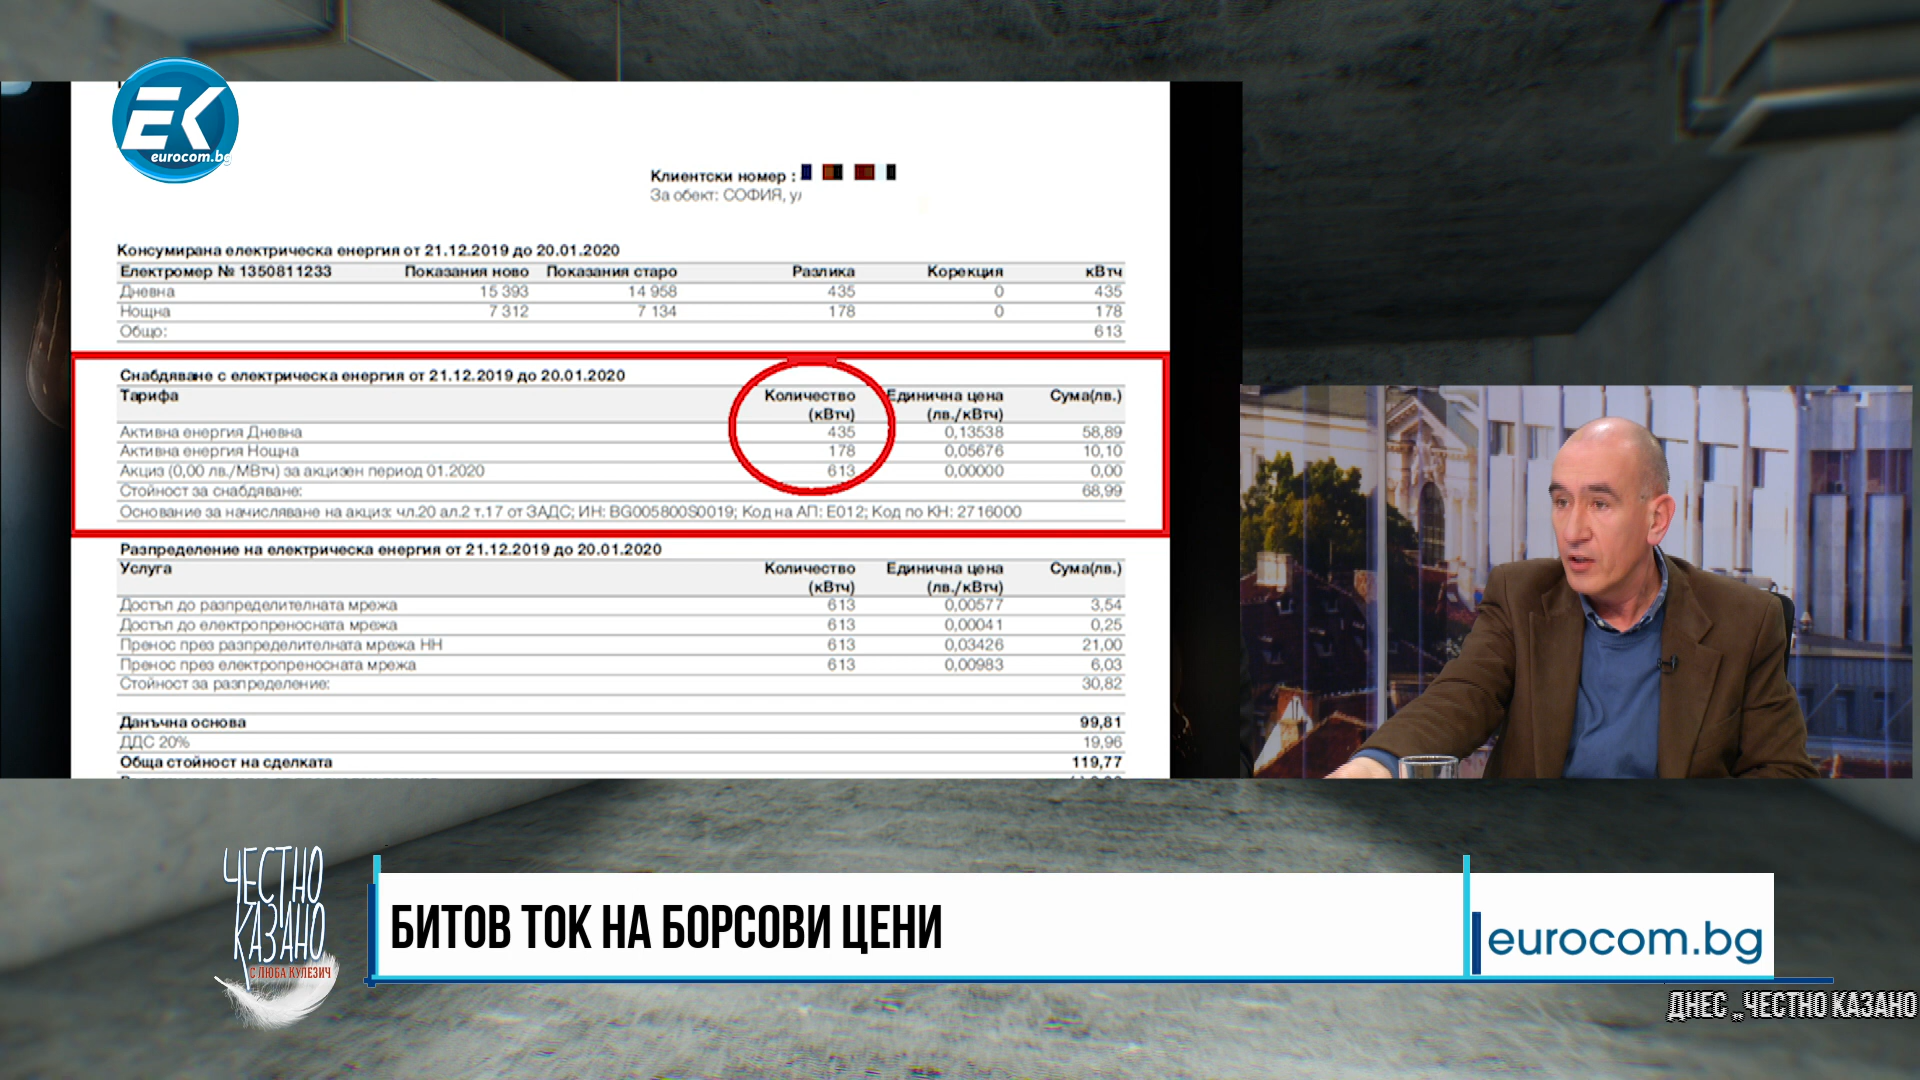 EK
eurocom.bg
Клиентски номер :
За обект: СОФИЯ, ул
Консумирана електрическа енергия от 21.12.2019 до 20.01.2020
Електромер № 1350811233 Показания ново Показания старо Разлика Корекция кВтч
Дневна 15 393 14 958 435 0 435
Нощна 7 312 7 134 178 0 178
Общо: 613
Снабдяване с електрическа енергия от 21.12.2019 до 20.01.2020
Тарифа Количество Единична цена Сума(лв.)
(кВтч) (лв./кВтч)
Активна енергия Дневна 435 0,13538 58,89
Активна енергия Нощна 178 0,05676 10,10
Акциз (0,00 лв./МВтч) за акцизен период 01.2020 613 0,00000 0,00
Стойност за снабдяване: 68,99
Основание за начисляване на акциз: чл.20 ал.2 т.17 от ЗАДС; ИН: BG005800S0019; Код на АП: E012; Код по КН: 2716000
Разпределение на електрическа енергия от 21.12.2019 до 20.01.2020
Услуга Количество Единична цена Сума(лв.)
(кВтч) (лв./кВтч)
Достъп до разпределителната мрежа 613 0,00577 3,54
Достъп до електропреносната мрежа 613 0,00041 0,25
Пренос през разпределителната мрежа НН 613 0,03426 21,00
Пренос през електропреносната мрежа 613 0,00983 6,03
Стойност за разпределение: 30,82
Данъчна основа 99,81
ДДС 20% 19,96
Обща стойност на сделката 119,77
ЧЕСТНО
КАЗАНО
С ЛЮБА КУЛЕЗИЧ
БИТОВ ТОК НА БОРСОВИ ЦЕНИ
eurocom.bg
ДНЕС „ЧЕСТНО КАЗАНО